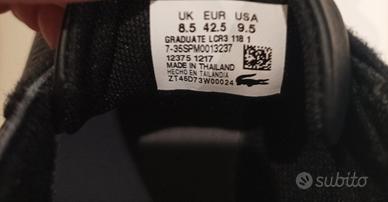 UK EUR USA
8.5 42.5 9.5
GRADUATE LCR3 118 1
7-35SPM0013237
12375 1217
MADE IN THAILAND
HECHO EN TAILANDIA
ZT45D73W00024
subito